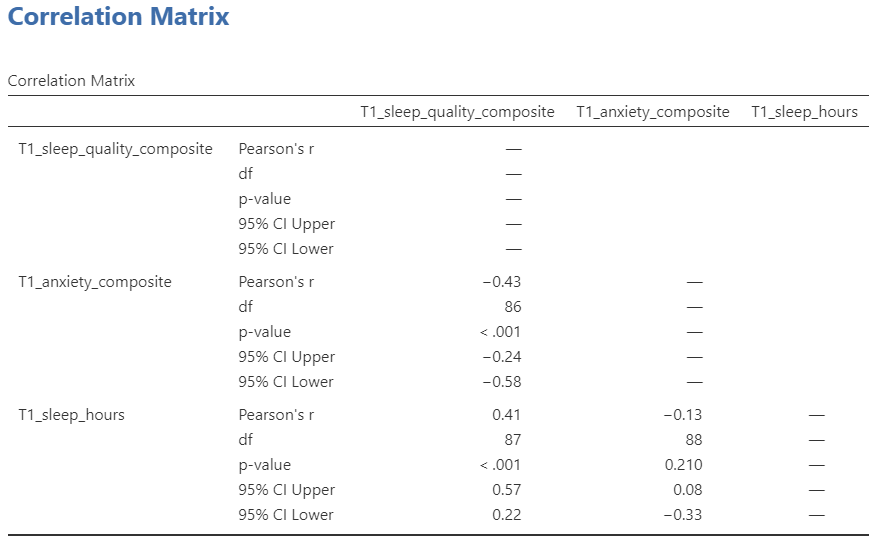 Correlation Matrix
Correlation Matrix
T1_sleep_quality_composite T1_anxiety_composite T1_sleep_hours
T1_sleep_quality_composite Pearson's r —
df —
p-value —
95% CI Upper —
95% CI Lower —
T1_anxiety_composite Pearson's r −0.43 —
df 86 —
p-value < .001 —
95% CI Upper −0.24 —
95% CI Lower −0.58 —
T1_sleep_hours Pearson's r 0.41 −0.13 —
df 87 88 —
p-value < .001 0.210 —
95% CI Upper 0.57 0.08 —
95% CI Lower 0.22 −0.33 —